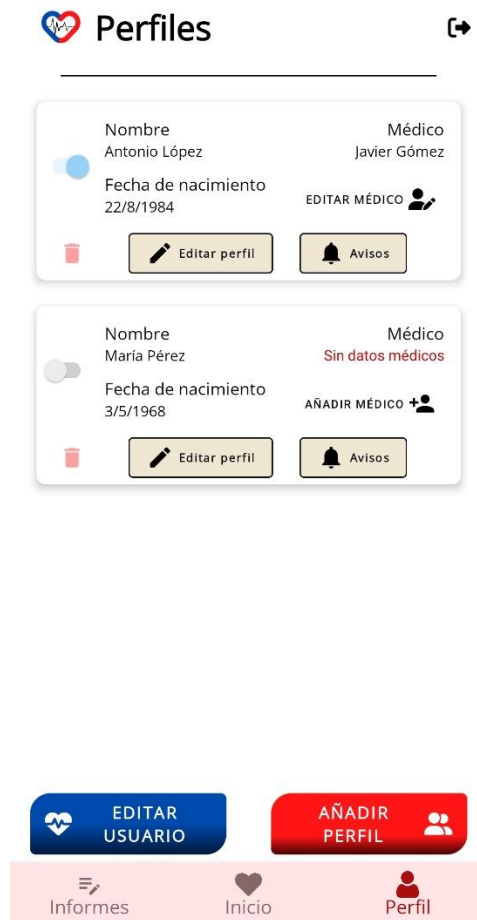 Perfiles
Nombre
Médico
Antonio López
Javier Gómez
Fecha de nacimiento
22/8/1984
EDITAR MÉDICO
Editar perfil
Avisos
Nombre
Médico
María Pérez
Sin datos médicos
Fecha de nacimiento
3/5/1968
AÑADIR MÉDICO
Editar perfil
Avisos
EDITAR
USUARIO
AÑADIR
PERFIL
Informes
Inicio
Perfil